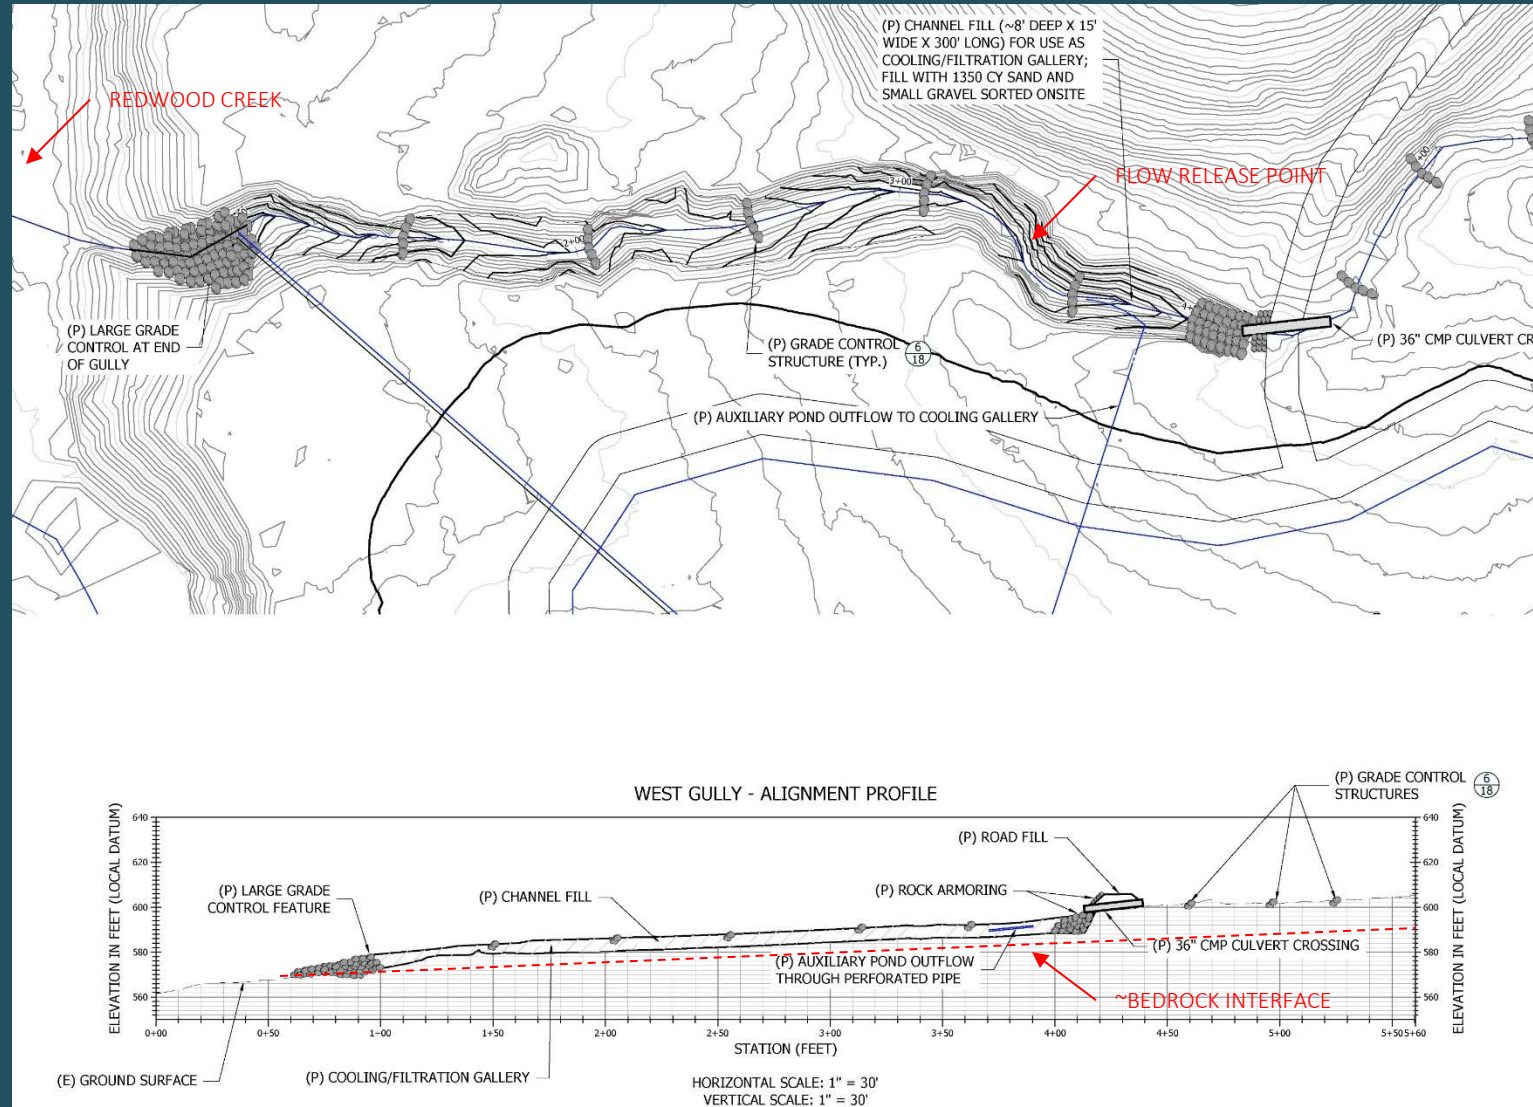 (P) CHANNEL FILL (~8' DEEP X 15'
WIDE X 300' LONG) FOR USE AS
COOLING/FILTRATION GALLERY;
FILL WITH 1350 CY SAND AND
SMALL GRAVEL SORTED ONSITE
REDWOOD CREEK
FLOW RELEASE POINT
3+00
2+00
+00
4+
(P) LARGE GRADE
CONTROL AT END
OF GULLY
(P) GRADE CONTROL
STRUCTURE (TYP.)
6
18
(P) 36" CMP CULVERT CR
(P) AUXILIARY POND OUTFLOW TO COOLING GALLERY
WEST GULLY - ALIGNMENT PROFILE
(P) GRADE CONTROL
STRUCTURES
6
18
ELEVATION IN FEET (LOCAL DATUM)
640
620
600
580
560
(P) LARGE GRADE
CONTROL FEATURE
(P) CHANNEL FILL
(P) ROAD FILL
(P) ROCK ARMORING
(P) 36" CMP CULVERT CROSSING
(P) AUXILIARY POND OUTFLOW
THROUGH PERFORATED PIPE
~BEDROCK INTERFACE
640
620
600
580
560
ELEVATION IN FEET (LOCAL DATUM)
0+00 0+50 1+00 1+50 2+00 2+50 3+00 3+50 4+00 4+50 5+00 5+50 5+60
STATION (FEET)
(E) GROUND SURFACE
(P) COOLING/FILTRATION GALLERY
HORIZONTAL SCALE: 1" = 30'
VERTICAL SCALE: 1" = 30'